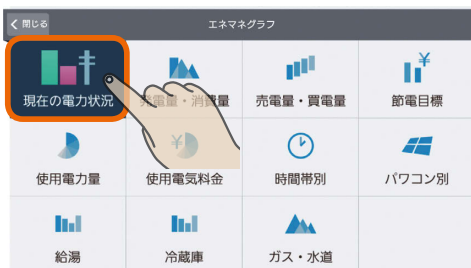 閉じる
エネマネグラフ
現在の電力状況
発電量・消費量
売電量・買電量
節電目標
使用電力量
使用電気料金
時間帯別
パワコン別
給湯
冷蔵庫
ガス・水道